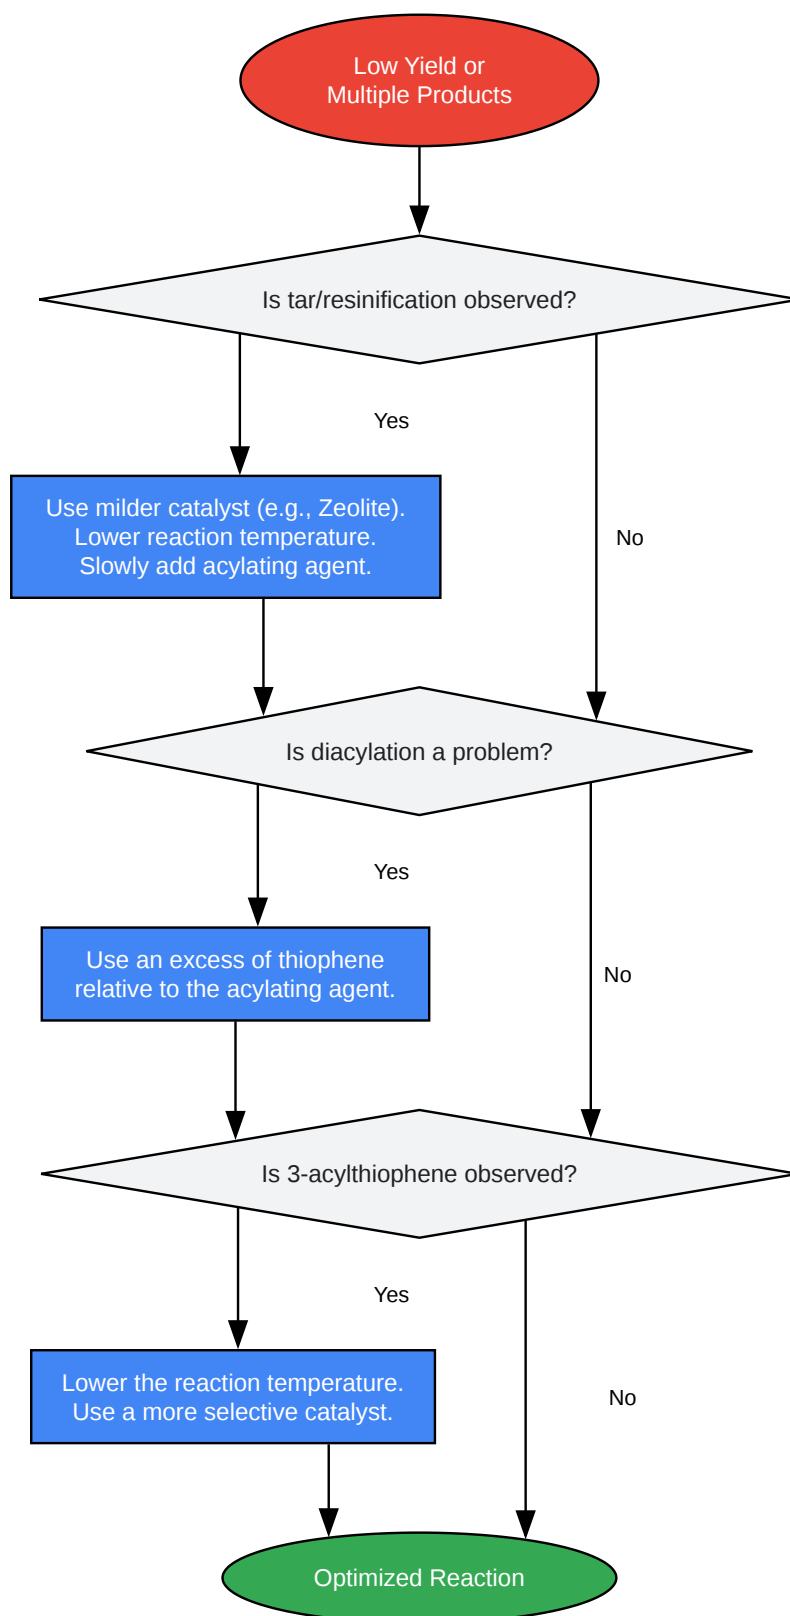 Low Yield or
Multiple Products
Is tar/resinification observed?
Yes
Use milder catalyst (e.g., Zeolite).
Lower reaction temperature.
Slowly add acylating agent.
No
Is diacylation a problem?
Yes
Use an excess of thiophene
relative to the acylating agent.
No
Is 3-acylthiophene observed?
Yes
Lower the reaction temperature.
Use a more selective catalyst.
No
Optimized Reaction